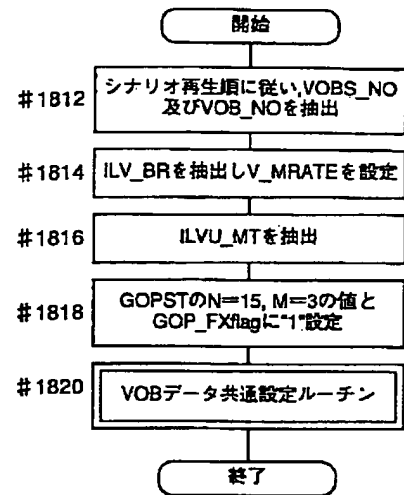 開始
#1812
シナリオ再生順に従い,VOBS_NO
及びVOB_NOを抽出
#1814
ILV_BRを抽出しV_MRATEを設定
#1816
ILVU_MTを抽出
#1818
GOPSTのN=15, M=3の値と
GOP_FXflagに"1"設定
#1820
VOBデータ共通設定ルーチン
終了